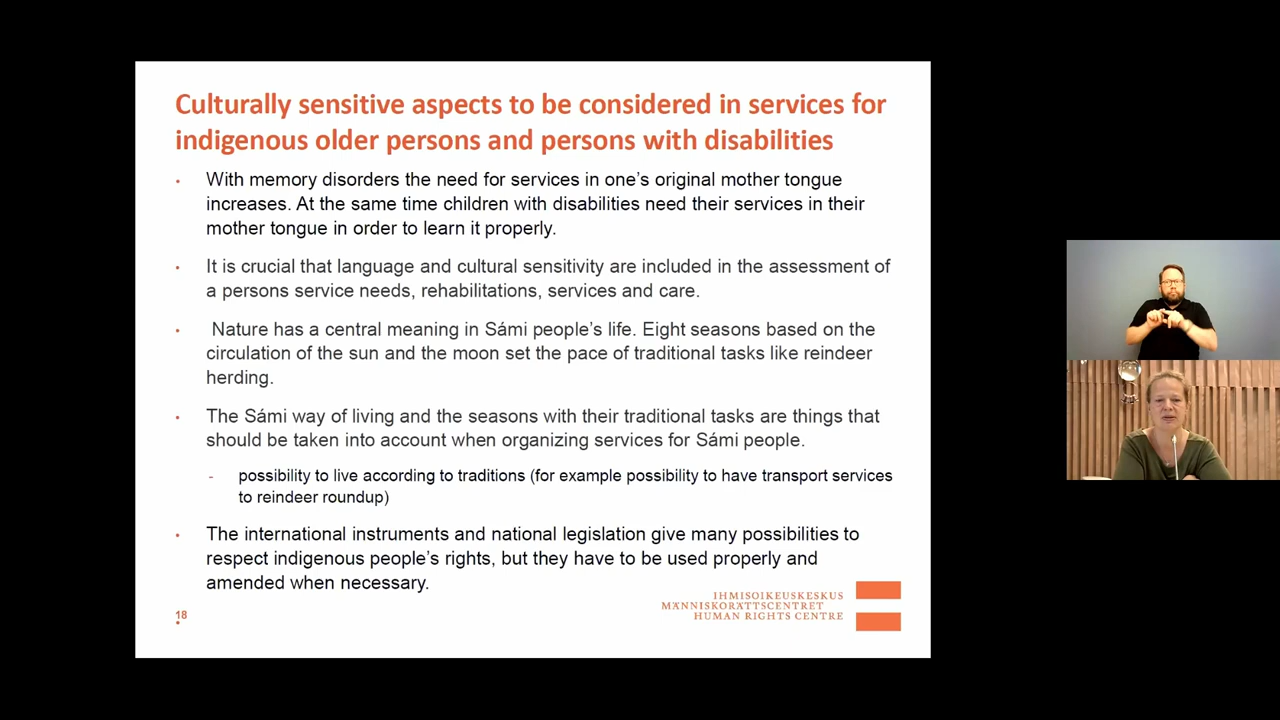 Culturally sensitive aspects to be considered in services for
indigenous older persons and persons with disabilities
• With memory disorders the need for services in one's original mother tongue
increases. At the same time children with disabilities need their services in their
mother tongue in order to learn it properly.
• It is crucial that language and cultural sensitivity are included in the assessment of
a persons service needs, rehabilitations, services and care.
• Nature has a central meaning in Sámi people's life. Eight seasons based on the
circulation of the sun and the moon set the pace of traditional tasks like reindeer
herding.
• The Sámi way of living and the seasons with their traditional tasks are things that
should be taken into account when organizing services for Sámi people.
- possibility to live according to traditions (for example possibility to have transport services
to reindeer roundup)
• The international instruments and national legislation give many possibilities to
respect indigenous people's rights, but they have to be used properly and
amended when necessary.
IHMISOIKEUSKESKUS
MÄNNISKORÄTTSCENTRET
HUMAN RIGHTS CENTRE
18